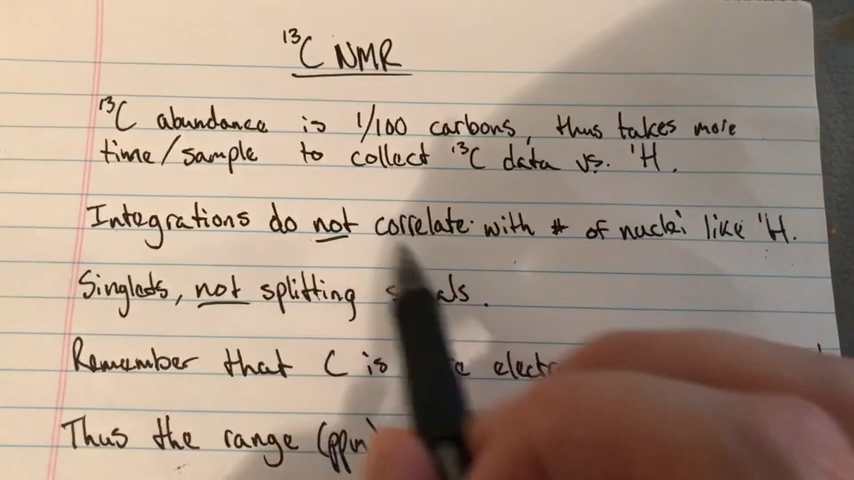 ¹³C NMR
¹³C abundance is 1/100 carbons, thus takes more
time/sample to collect ¹³C data vs. ¹H.
Integrations do not correlate with # of nuclei like ¹H.
Singlets, not splitting
Remember that C is
Thus the range (ppm)